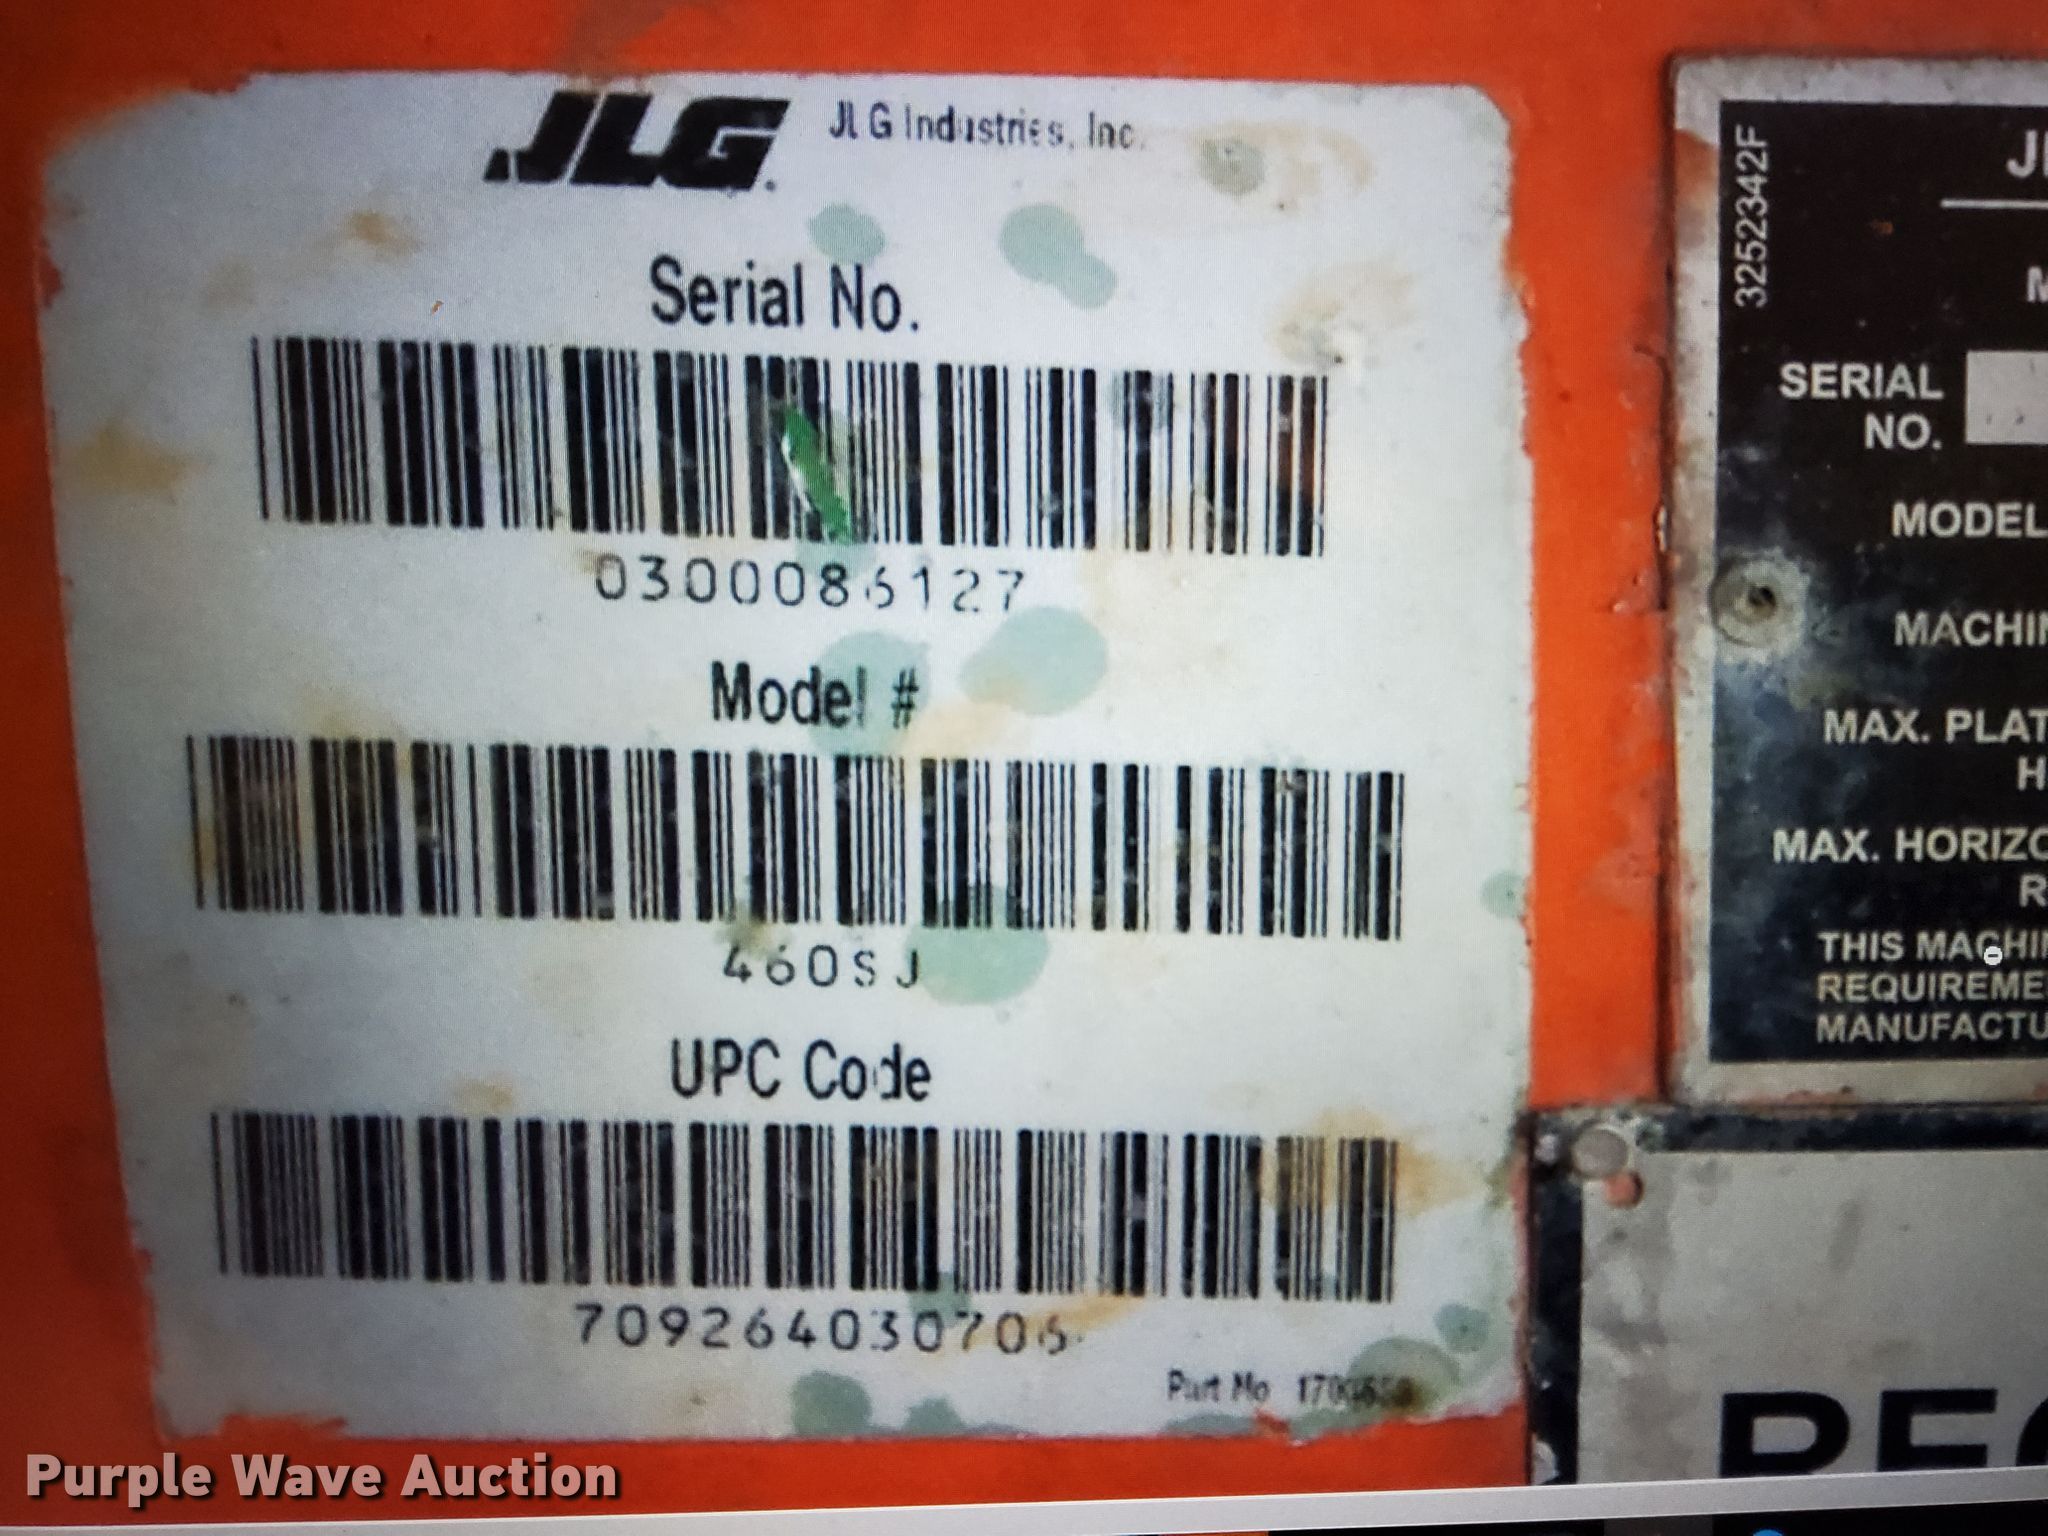 JLG
JLG Industries, Inc.
Serial No.
0300086127
Model #
460SJ
UPC Code
709264030706
Part No
3252342F
SERIAL
NO.
MODEL
MACHIN
MAX. PLAT
MAX. HORIZO
THIS MACHIN
REQUIREME
MANUFACTU
Purple Wave Auction